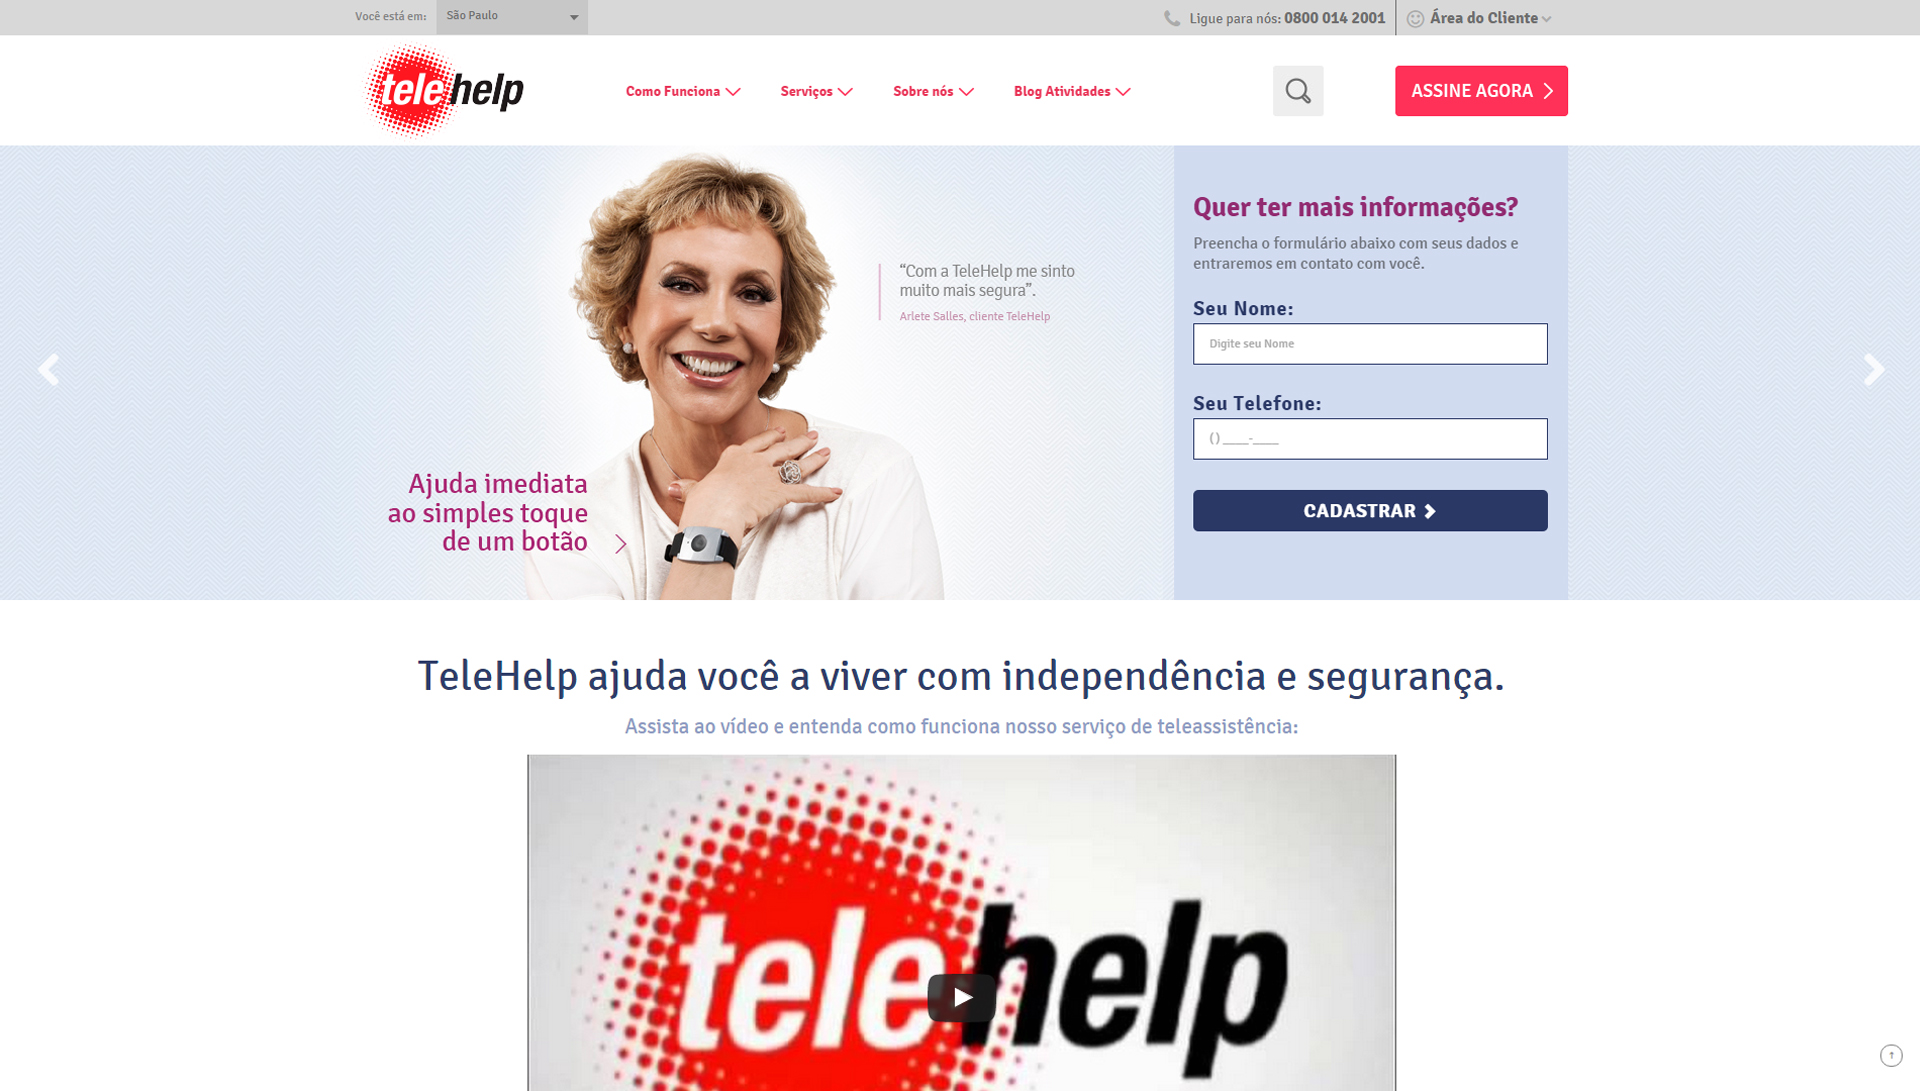 Você está em:
São Paulo
Ligue para nós: 0800 014 2001
Área do Cliente
telehelp
Como Funciona
Serviços
Sobre nós
Blog Atividades
ASSINE AGORA
“Com a TeleHelp me sinto
muito mais segura”.
Arlete Salles, cliente TeleHelp
Ajuda imediata
ao simples toque
de um botão
Quer ter mais informações?
Preencha o formulário abaixo com seus dados e
entraremos em contato com você.
Seu Nome:
Digite seu Nome
Seu Telefone:
( ) ____-____
CADASTRAR
TeleHelp ajuda você a viver com independência e segurança.
Assista ao vídeo e entenda como funciona nosso serviço de teleassistência:
telehelp